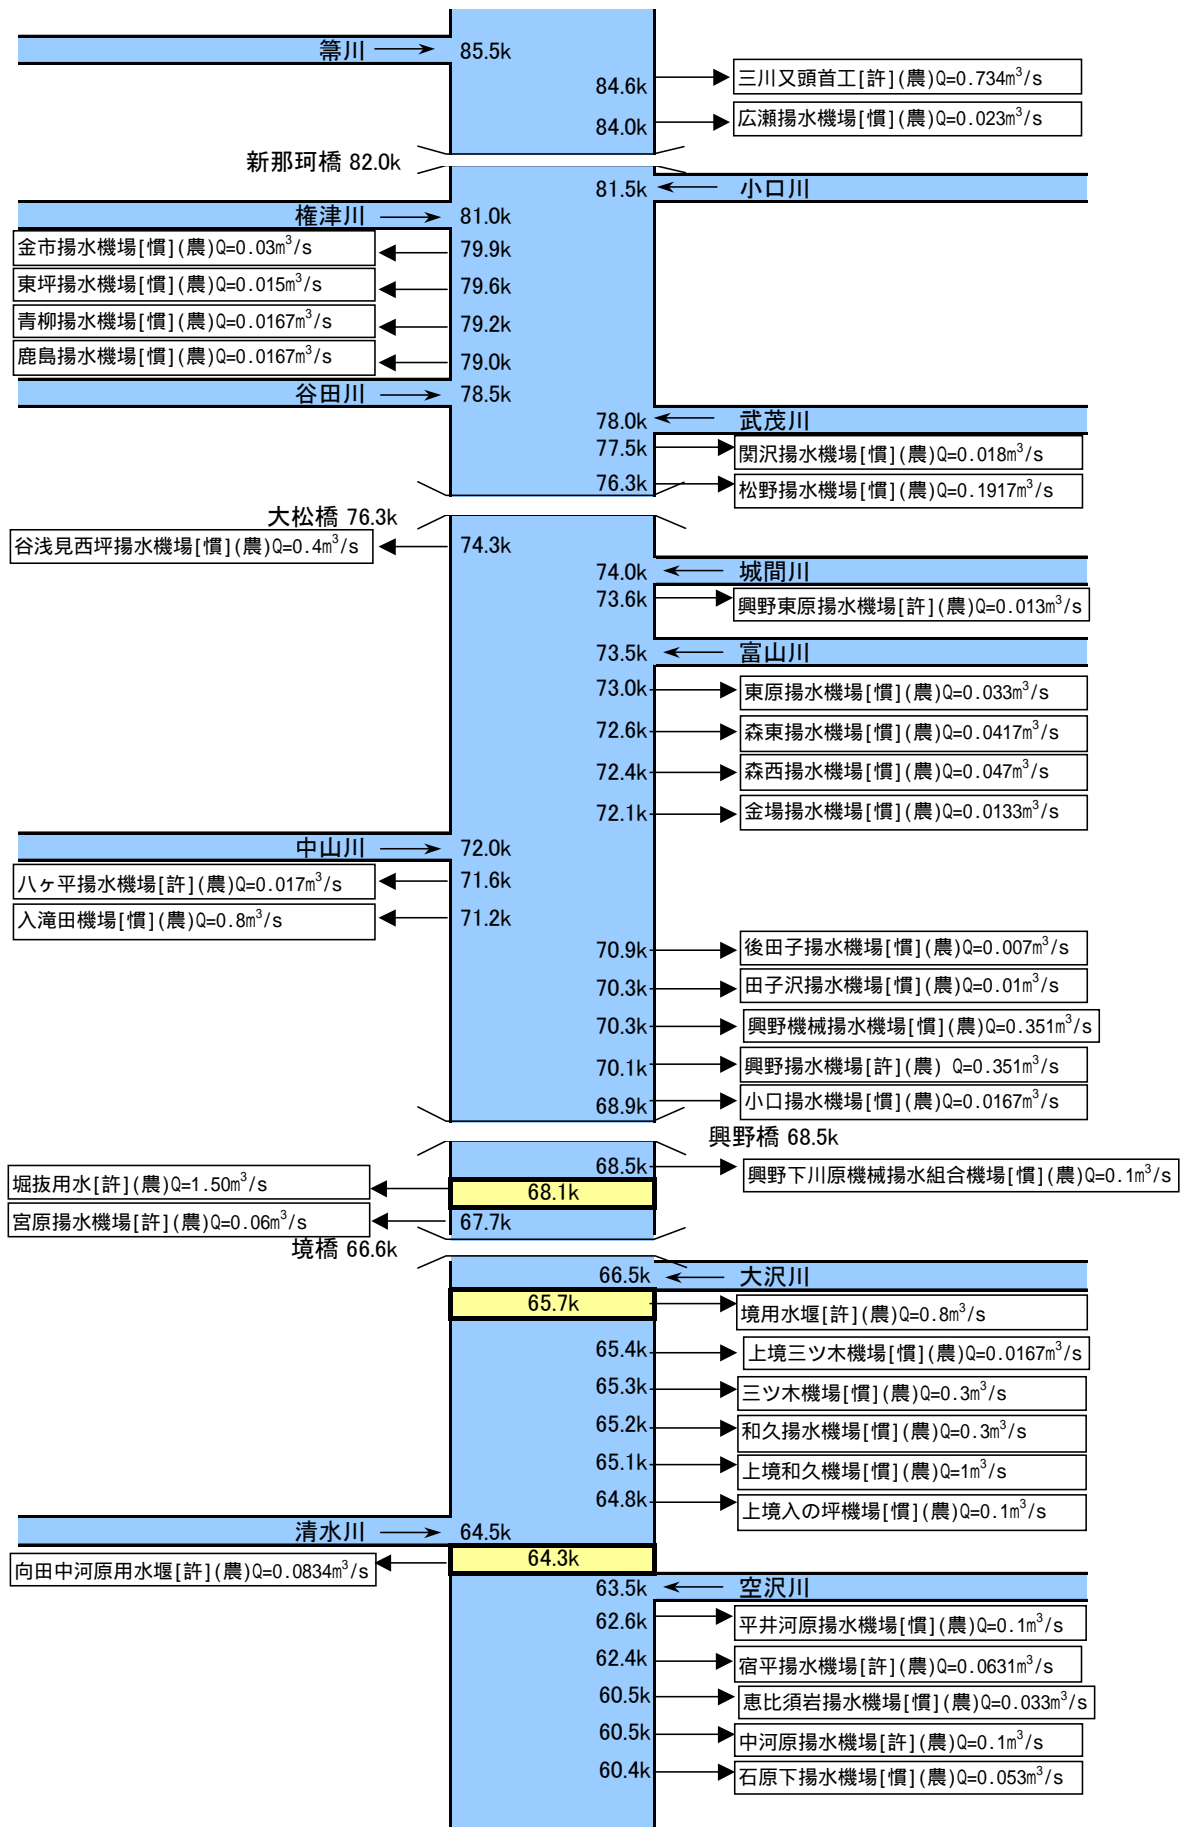 箒川 → 85.5k
84.6k 三川又頭首工[許](農)Q=0.734m³/s
84.0k 広瀬揚水機場[慣](農)Q=0.023m³/s
新那珂橋 82.0k
81.5k ← 小口川
権津川 → 81.0k
金市揚水機場[慣](農)Q=0.03m³/s 79.9k
東坪揚水機場[慣](農)Q=0.015m³/s 79.6k
青柳揚水機場[慣](農)Q=0.0167m³/s 79.2k
鹿島揚水機場[慣](農)Q=0.0167m³/s 79.0k
谷田川 → 78.5k
78.0k ← 武茂川
77.5k 関沢揚水機場[慣](農)Q=0.018m³/s
76.3k 松野揚水機場[慣](農)Q=0.1917m³/s
大松橋 76.3k
谷浅見西坪揚水機場[慣](農)Q=0.4m³/s 74.3k
74.0k ← 城間川
73.6k 興野東原揚水機場[許](農)Q=0.013m³/s
73.5k ← 富山川
73.0k 東原揚水機場[慣](農)Q=0.033m³/s
72.6k 森東揚水機場[慣](農)Q=0.0417m³/s
72.4k 森西揚水機場[慣](農)Q=0.047m³/s
72.1k 金場揚水機場[慣](農)Q=0.0133m³/s
中山川 → 72.0k
八ヶ平揚水機場[許](農)Q=0.017m³/s 71.6k
入滝田機場[慣](農)Q=0.8m³/s 71.2k
70.9k 後田子揚水機場[慣](農)Q=0.007m³/s
70.3k 田子沢揚水機場[慣](農)Q=0.01m³/s
70.3k 興野機械揚水機場[慣](農)Q=0.351m³/s
70.1k 興野揚水機場[許](農) Q=0.351m³/s
68.9k 小口揚水機場[慣](農)Q=0.0167m³/s
興野橋 68.5k
68.5k 興野下川原機械揚水組合機場[慣](農)Q=0.1m³/s
堀抜用水[許](農)Q=1.50m³/s 68.1k
宮原揚水機場[許](農)Q=0.06m³/s 67.7k
境橋 66.6k
66.5k ← 大沢川
65.7k 境用水堰[許](農)Q=0.8m³/s
65.4k 上境三ツ木機場[慣](農)Q=0.0167m³/s
65.3k 三ツ木機場[慣](農)Q=0.3m³/s
65.2k 和久揚水機場[慣](農)Q=0.3m³/s
65.1k 上境和久機場[慣](農)Q=1m³/s
64.8k 上境入の坪機場[慣](農)Q=0.1m³/s
清水川 → 64.5k
向田中河原用水堰[許](農)Q=0.0834m³/s 64.3k
63.5k ← 空沢川
62.6k 平井河原揚水機場[慣](農)Q=0.1m³/s
62.4k 宿平揚水機場[許](農)Q=0.0631m³/s
60.5k 恵比須岩揚水機場[慣](農)Q=0.033m³/s
60.5k 中河原揚水機場[許](農)Q=0.1m³/s
60.4k 石原下揚水機場[慣](農)Q=0.053m³/s